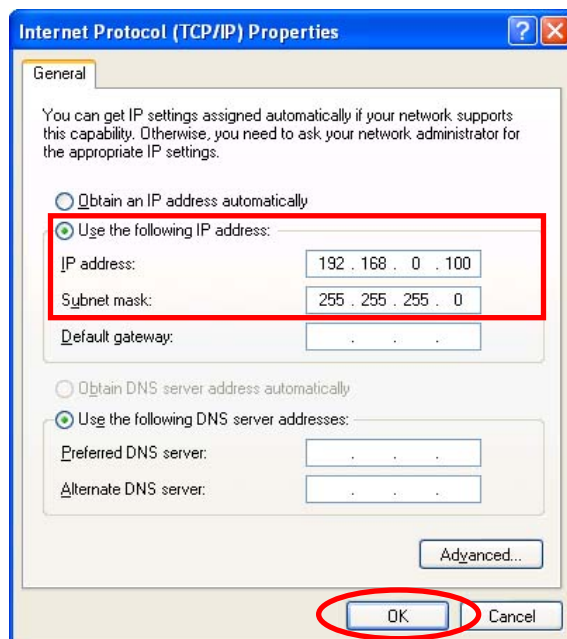 Internet Protocol (TCP/IP) Properties
General
You can get IP settings assigned automatically if your network supports
this capability. Otherwise, you need to ask your network administrator for
the appropriate IP settings.
Obtain an IP address automatically
Use the following IP address:
IP address: 192 . 168 . 0 . 100
Subnet mask: 255 . 255 . 255 . 0
Default gateway: . . .
Obtain DNS server address automatically
Use the following DNS server addresses:
Preferred DNS server: . . .
Alternate DNS server: . . .
Advanced...
OK Cancel